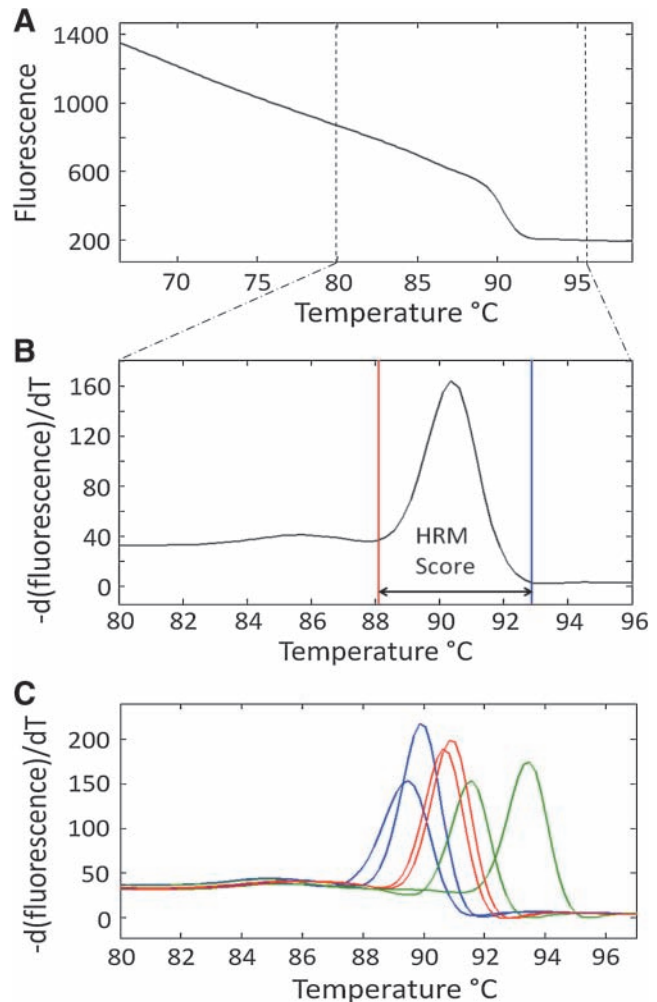 A
Fluorescence
1400
1000
600
200
70 75 80 85 90 95
Temperature °C
B
-d(fluorescence)/dT
160
120
80
40
0
HRM
Score
80 82 84 86 88 90 92 94 96
Temperature °C
C
-d(fluorescence)/dT
200
150
100
50
0
80 82 84 86 88 90 92 94 96
Temperature °C